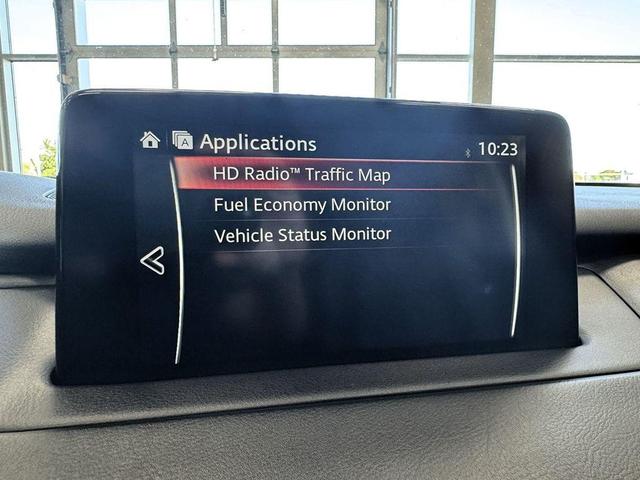 A Applications 10:23
HD Radio™ Traffic Map
Fuel Economy Monitor
Vehicle Status Monitor